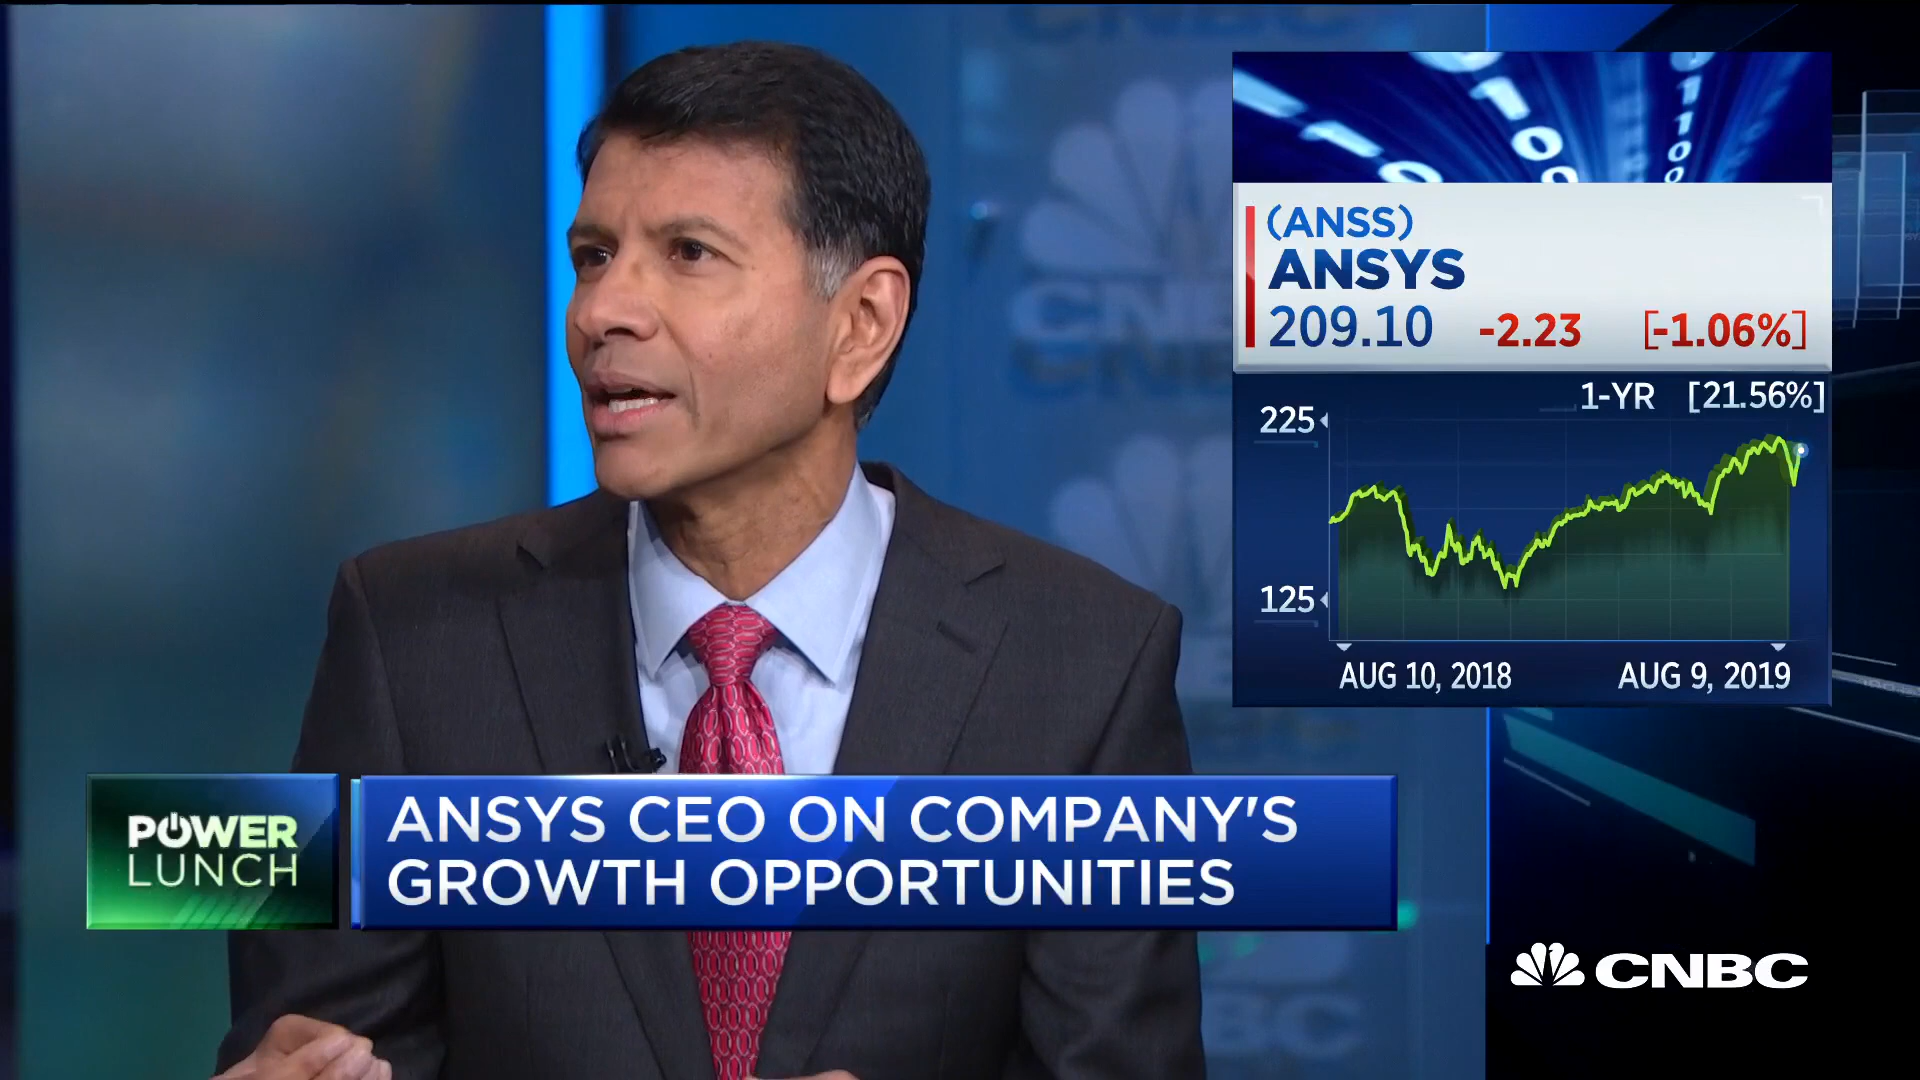 (ANSS)
ANSYS
209.10 -2.23 [-1.06%]
1-YR [21.56%]
225
125
AUG 10, 2018 AUG 9, 2019
POWER
LUNCH
ANSYS CEO ON COMPANY'S
GROWTH OPPORTUNITIES
CNBC